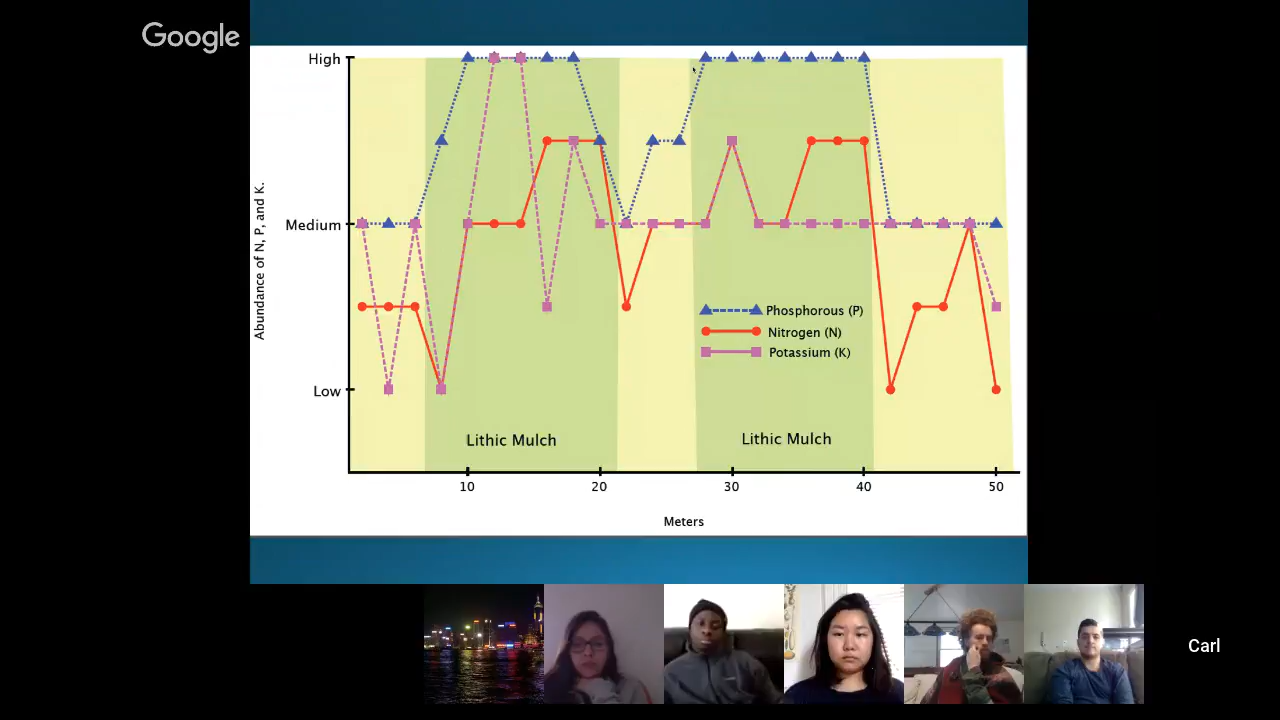 Google
High
Medium
Low
Abundance of N, P, and K.
Phosphorous (P)
Nitrogen (N)
Potassium (K)
Lithic Mulch
Lithic Mulch
10 20 30 40 50
Meters
Carl